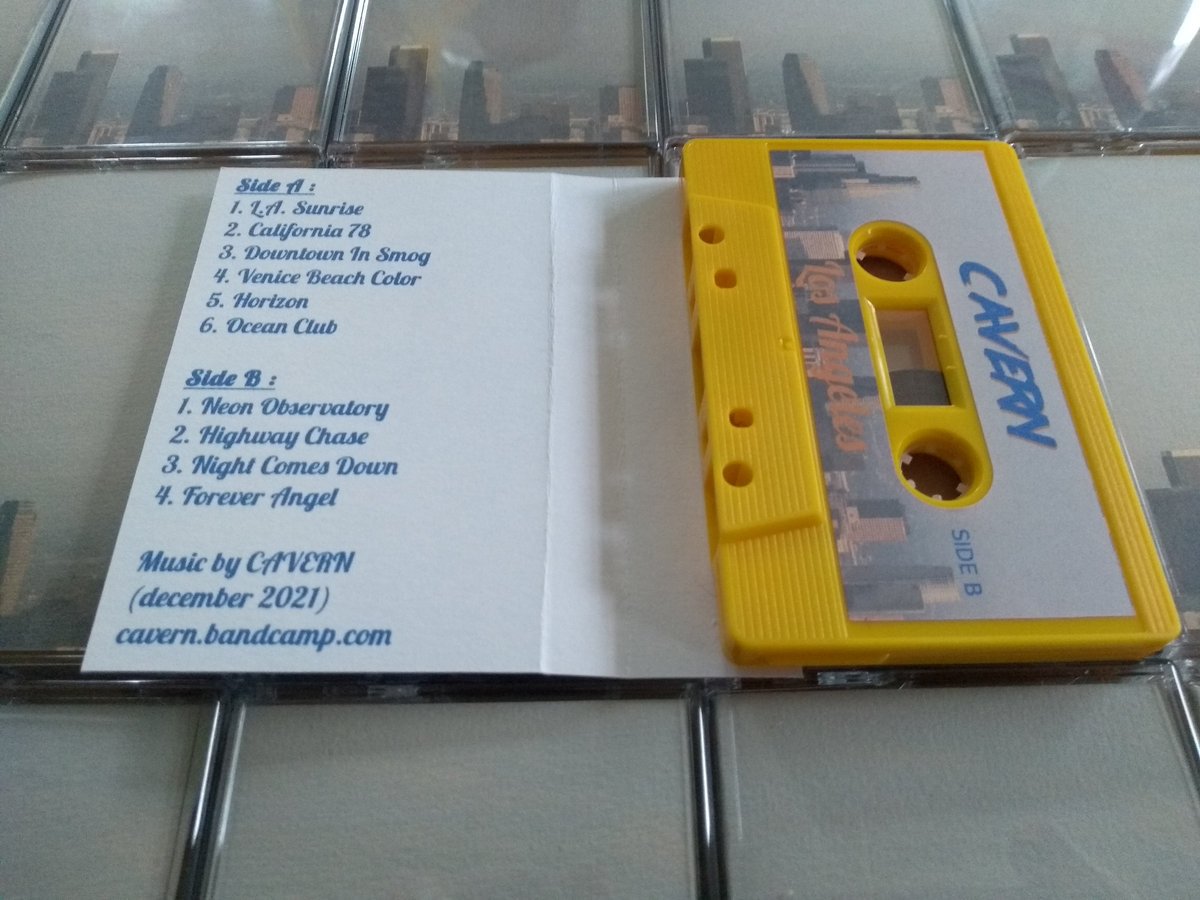 Side A :
1. L.A. Sunrise
2. California 78
3. Downtown In Smog
4. Venice Beach Color
5. Horizon
6. Ocean Club
Side B :
1. Neon Observatory
2. Highway Chase
3. Night Comes Down
4. Forever Angel
Music by CAVERN
(december 2021)
cavern.bandcamp.com
CAVERN
Los Angeles
SIDE B